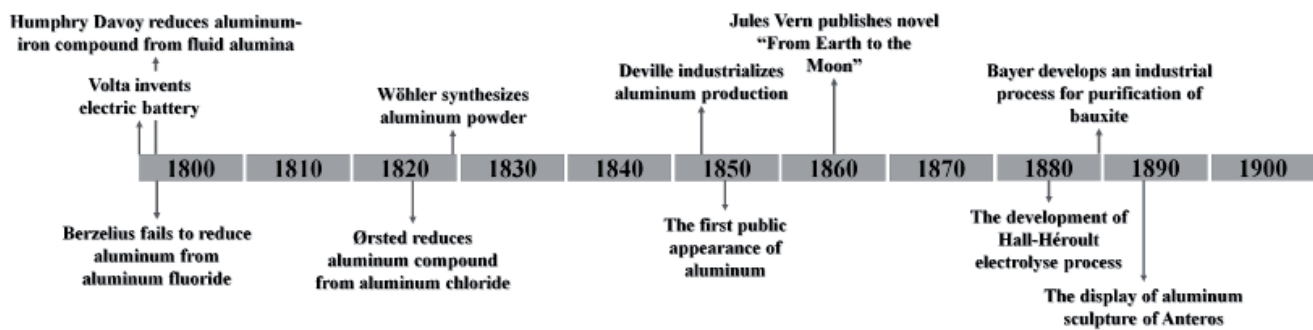 Humphry Davoy reduces aluminum-
iron compound from fluid alumina
Volta invents
electric battery
Wöhler synthesizes
aluminum powder
Deville industrializes
aluminum production
Jules Vern publishes novel
“From Earth to the
Moon”
Bayer develops an industrial
process for purification of
bauxite
1800 1810 1820 1830 1840 1850 1860 1870 1880 1890 1900
Berzelius fails to reduce
aluminum from
aluminum fluoride
Ørsted reduces
aluminum compound
from aluminum chloride
The first public
appearance of
aluminum
The development of
Hall-Héroult
electrolyse process
The display of aluminum
sculpture of Anteros